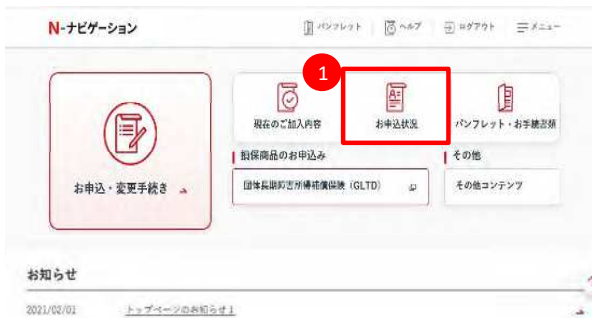 N-ナビゲーション
パンフレット
ヘルプ
ログアウト
メニュー
1
現在のご加入内容
お申込状況
パンフレット・お手続書類
お申込・変更手続き
損保商品のお申込み
その他
団体長期障害所得補償保険（GLTD）
その他コンテンツ
お知らせ
2021/02/01
トップページのお知らせ1